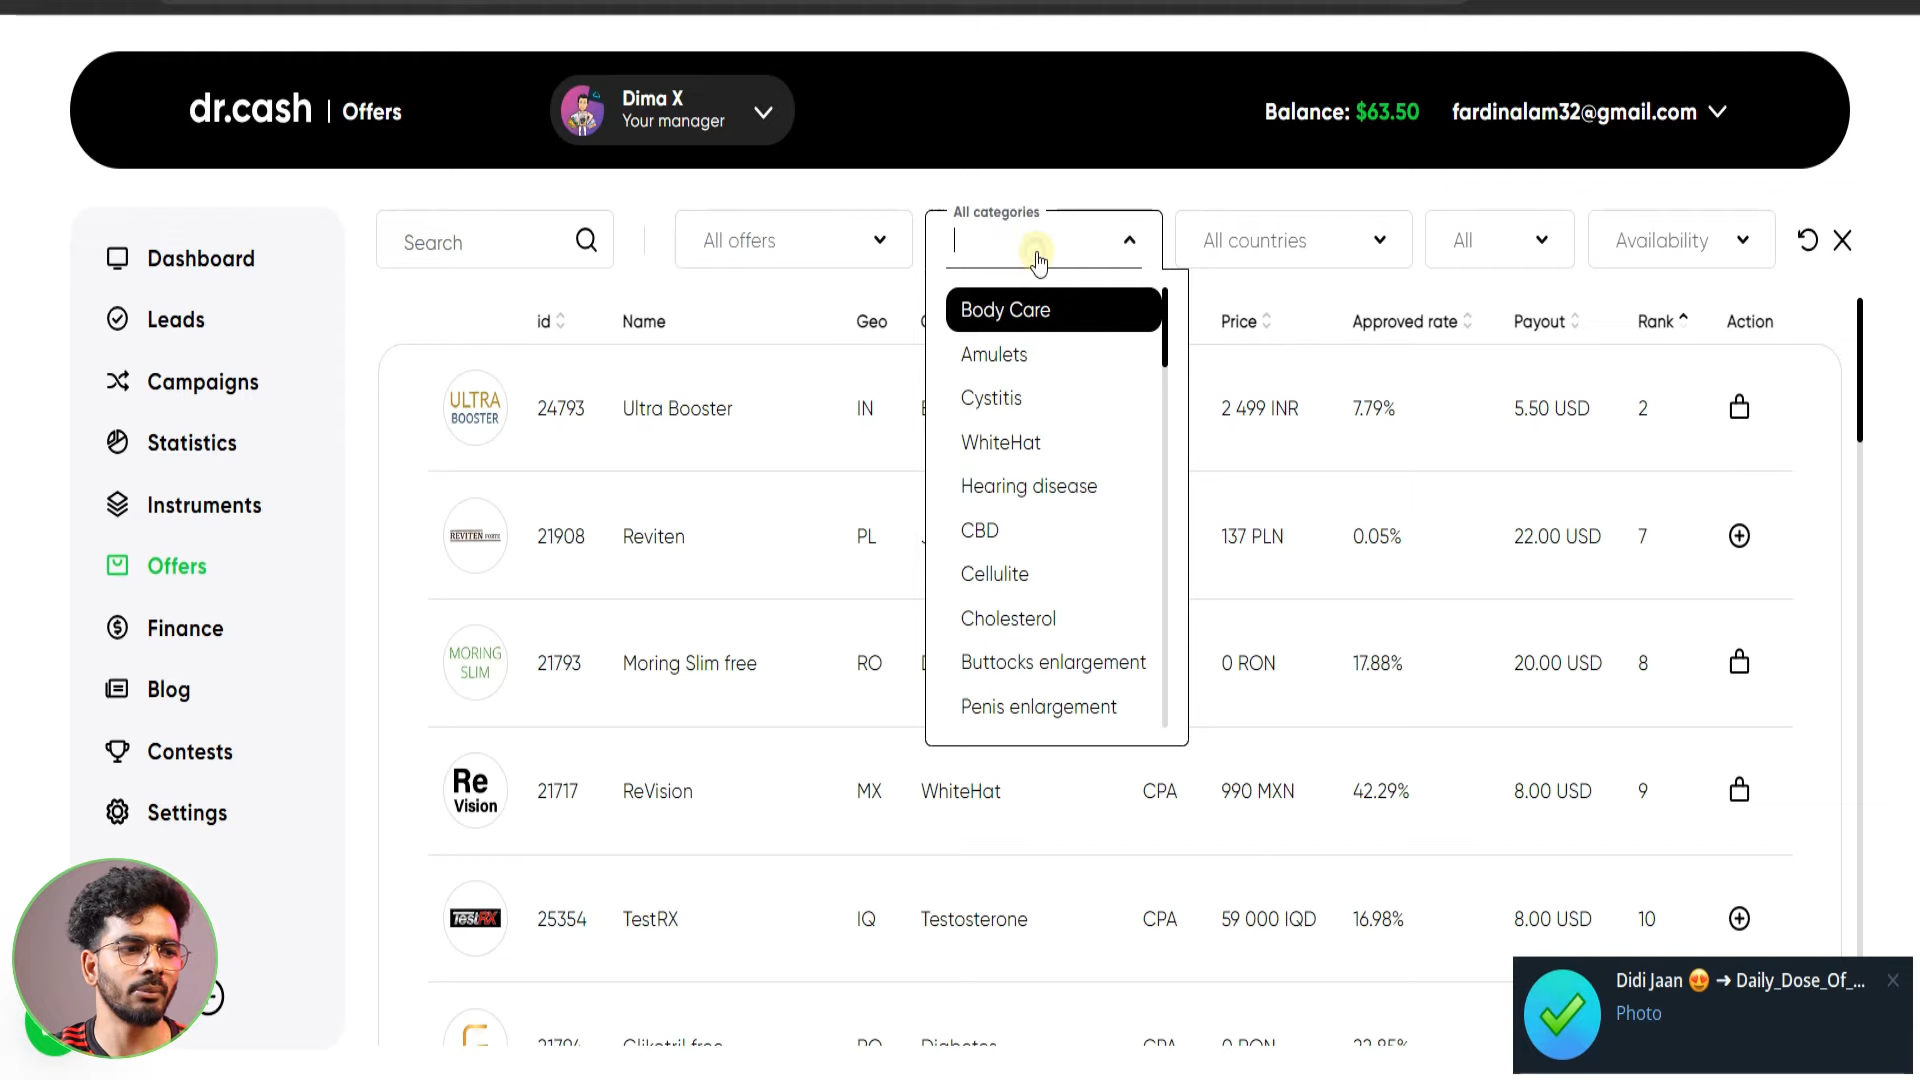 dr.cash | Offers
Dima X
Your manager
Balance: $63.50
fardinalam32@gmail.com
Dashboard
Leads
Campaigns
Statistics
Instruments
Offers
Finance
Blog
Contests
Settings
Search
All offers
All categories
All countries
All
Availability
Body Care
Amulets
Cystitis
WhiteHat
Hearing disease
CBD
Cellulite
Cholesterol
Buttocks enlargement
Penis enlargement
id Name Geo Price Approved rate Payout Rank Action
ULTRA
BOOSTER
24793 Ultra Booster IN 2 499 INR 7.79% 5.50 USD 2
REVITEN FORTE
21908 Reviten PL 137 PLN 0.05% 22.00 USD 7
MORING
SLIM
21793 Moring Slim free RO 0 RON 17.88% 20.00 USD 8
Re
Vision
21717 ReVision MX WhiteHat CPA 990 MXN 42.29% 8.00 USD 9
TestRX
25354 TestRX IQ Testosterone CPA 59 000 IQD 16.98% 8.00 USD 10
Didi Jaan 😍 ➜ Daily_Dose_Of_...
Photo